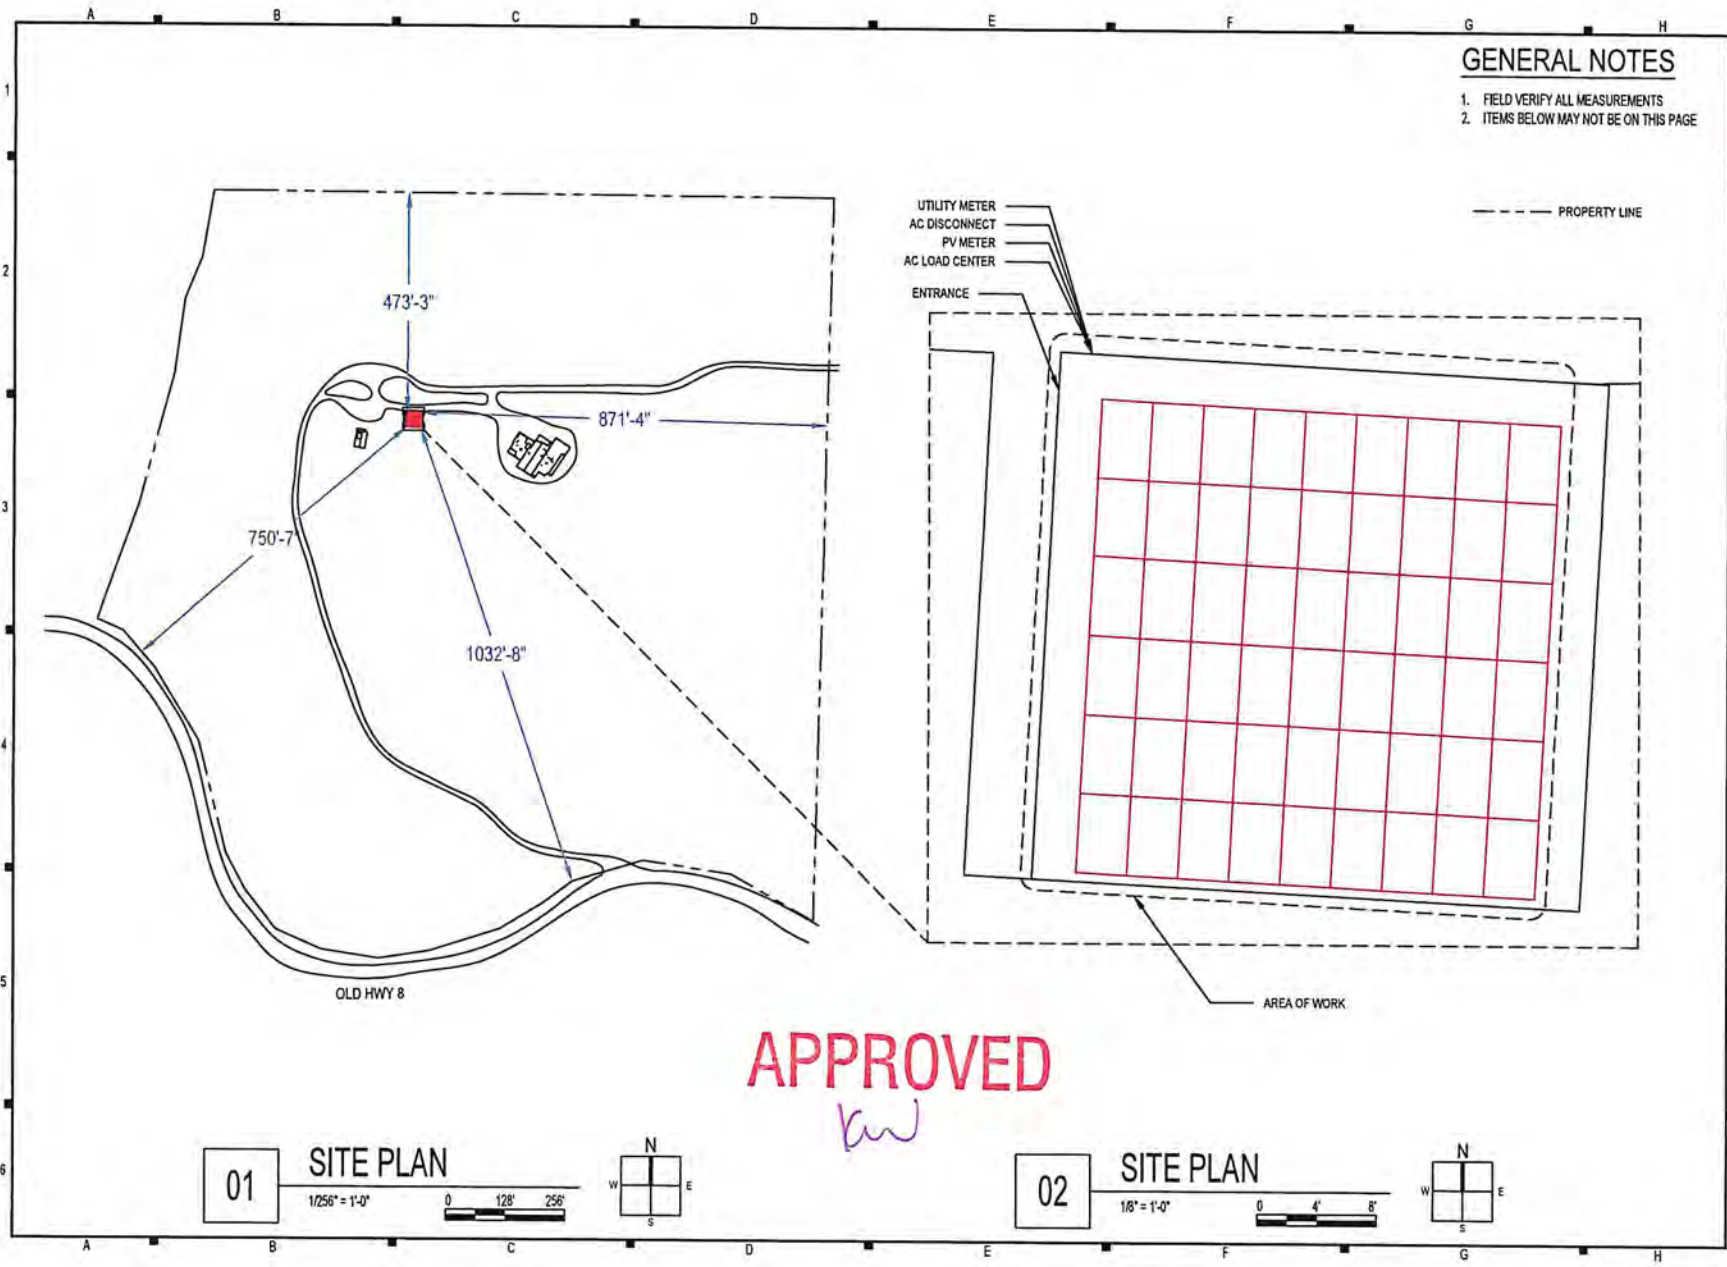 A B C D E F G H
1
2
3
4
5
6
GENERAL NOTES
1. FIELD VERIFY ALL MEASUREMENTS
2. ITEMS BELOW MAY NOT BE ON THIS PAGE
PROPERTY LINE
473'-3"
871'-4"
750'-7"
1032'-8"
OLD HWY 8
UTILITY METER
AC DISCONNECT
PV METER
AC LOAD CENTER
ENTRANCE
AREA OF WORK
APPROVED
01
SITE PLAN
1/256" = 1'-0"
0 128' 256'
N
W E
S
02
SITE PLAN
1/8" = 1'-0"
0 4' 8'
N
W E
S
A B C D E F G H